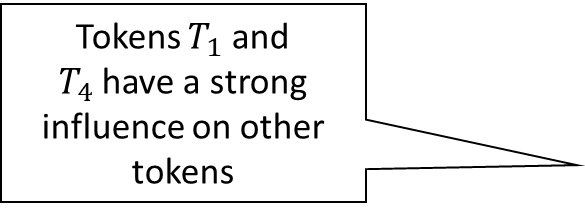 Tokens T₁ and
T₄ have a strong
influence on other
tokens